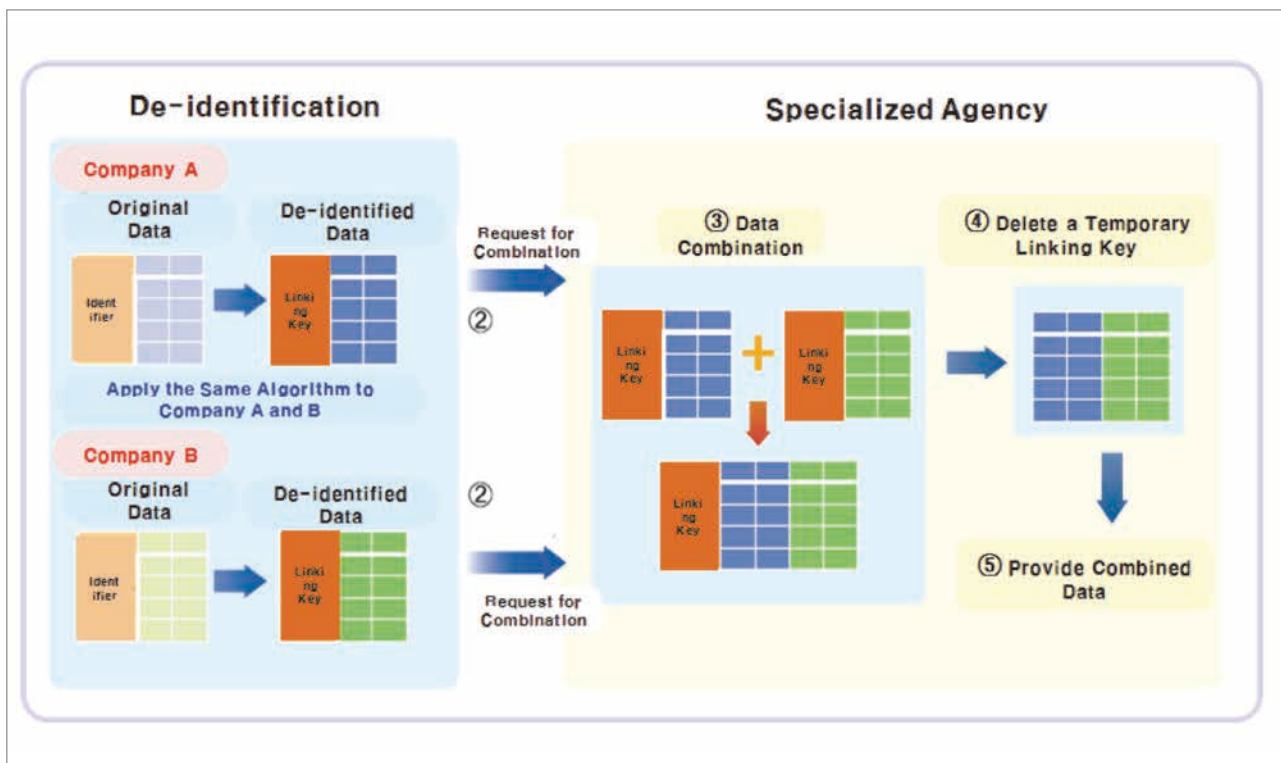 De-identification
Company A
Original
Data
De-identified
Data
Ident
ifier
Linki
ng
Key
Apply the Same Algorithm to
Company A and B
Company B
Original
Data
De-identified
Data
Ident
ifier
Linki
ng
Key
Request for
Combination
②
②
Request for
Combination
Specialized Agency
③ Data
Combination
Linki
ng
Key
Linki
ng
Key
Linki
ng
Key
④ Delete a Temporary
Linking Key
⑤ Provide Combined
Data